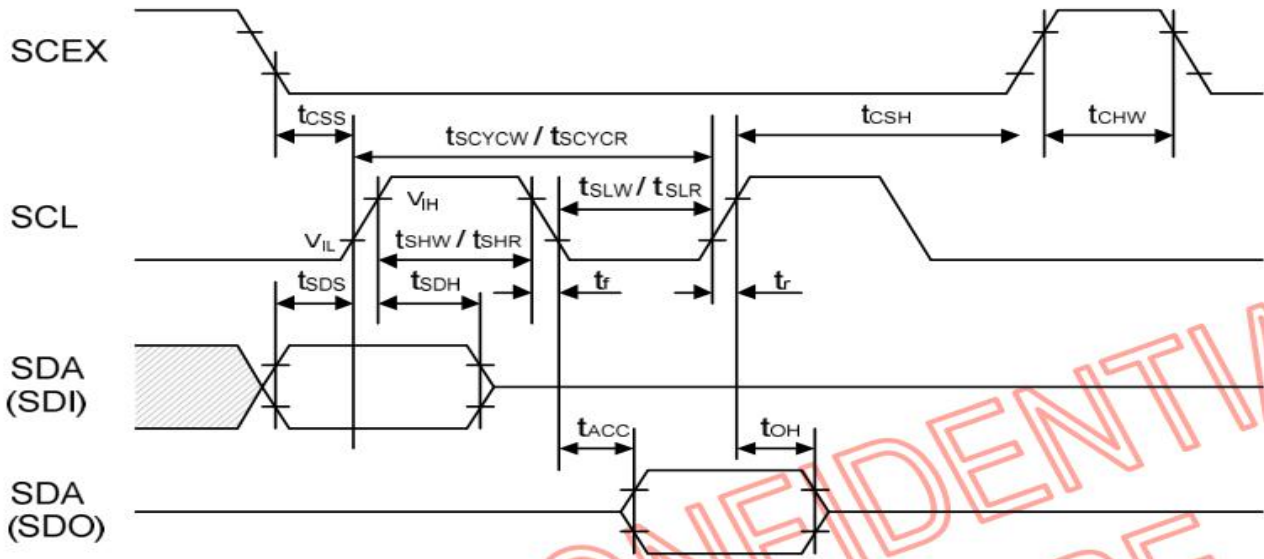 SCEX
tCSS
tSCYCW / tSCYCR
tCSH
tCHW
SCL
VIH
VIL
tSLW / tSLR
tSHW / tSHR
tSDS
tSDH
tf
tr
SDA
(SDI)
tACC
tOH
SDA
(SDO)